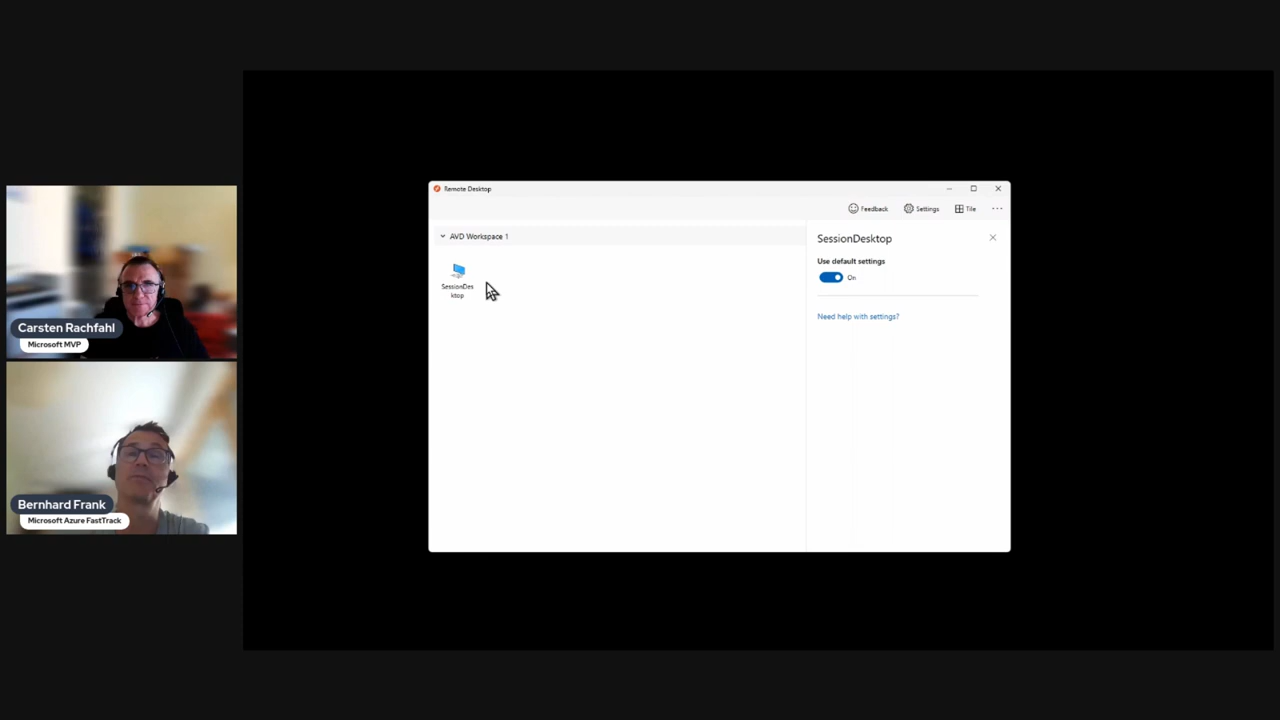 Remote Desktop
Feedback
Settings
Tile
AVD Workspace 1
SessionDes
ktop
SessionDesktop
Use default settings
On
Need help with settings?
Carsten Rachfahl
Microsoft MVP
Bernhard Frank
Microsoft Azure FastTrack